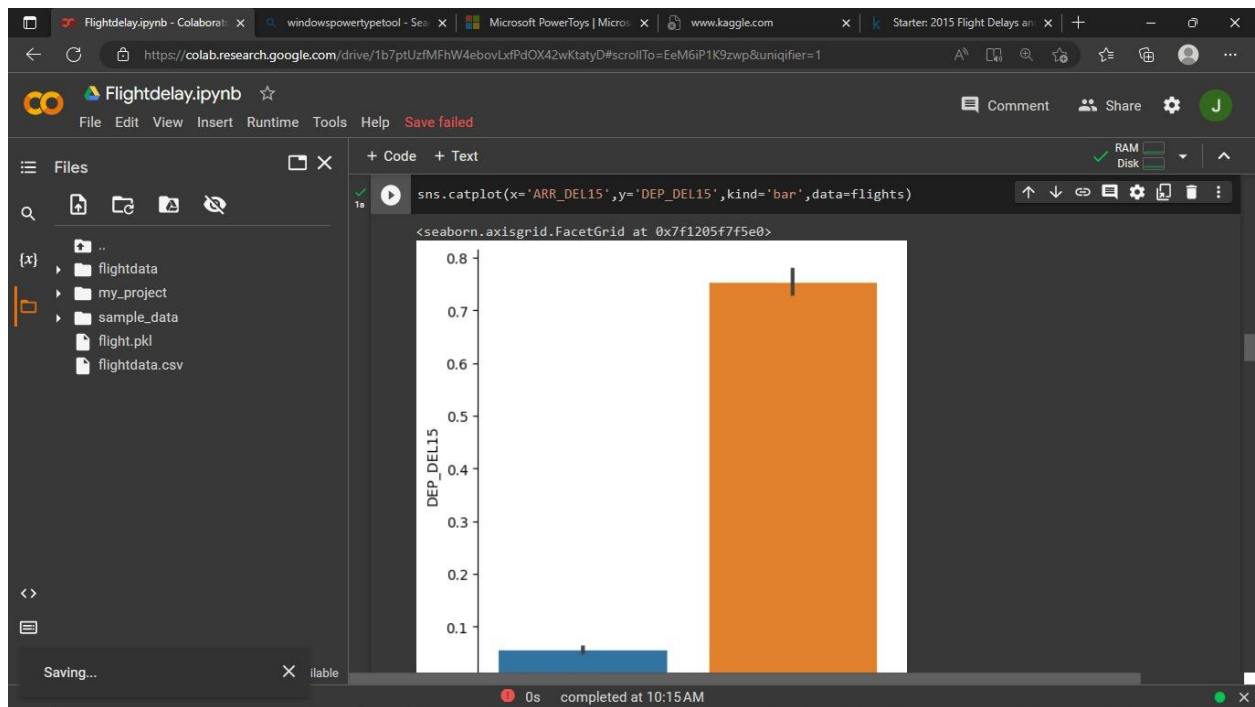 Flightdelay.ipynb - Colaborato
windowspowertypetool - Sea
Microsoft PowerToys | Micros
www.kaggle.com
Starter: 2015 Flight Delays an
https://colab.research.google.com/drive/1b7ptUzfMFhW4ebovLxfPdOX42wKtatyD#scrollTo=EeM6iP1K9zwp&uniqifier=1
Flightdelay.ipynb
Comment Share J
File Edit View Insert Runtime Tools Help Save failed
Files
+ Code + Text
RAM
Disk
..
flightdata
my_project
sample_data
flight.pkl
flightdata.csv
{x}
<>
1s
sns.catplot(x='ARR_DEL15',y='DEP_DEL15',kind='bar',data=flights)
<seaborn.axisgrid.FacetGrid at 0x7f1205f7f5e0>
0.8
0.7
0.6
0.5
0.4
0.3
0.2
0.1
DEP_DEL15
Saving...
ilable
0s completed at 10:15 AM